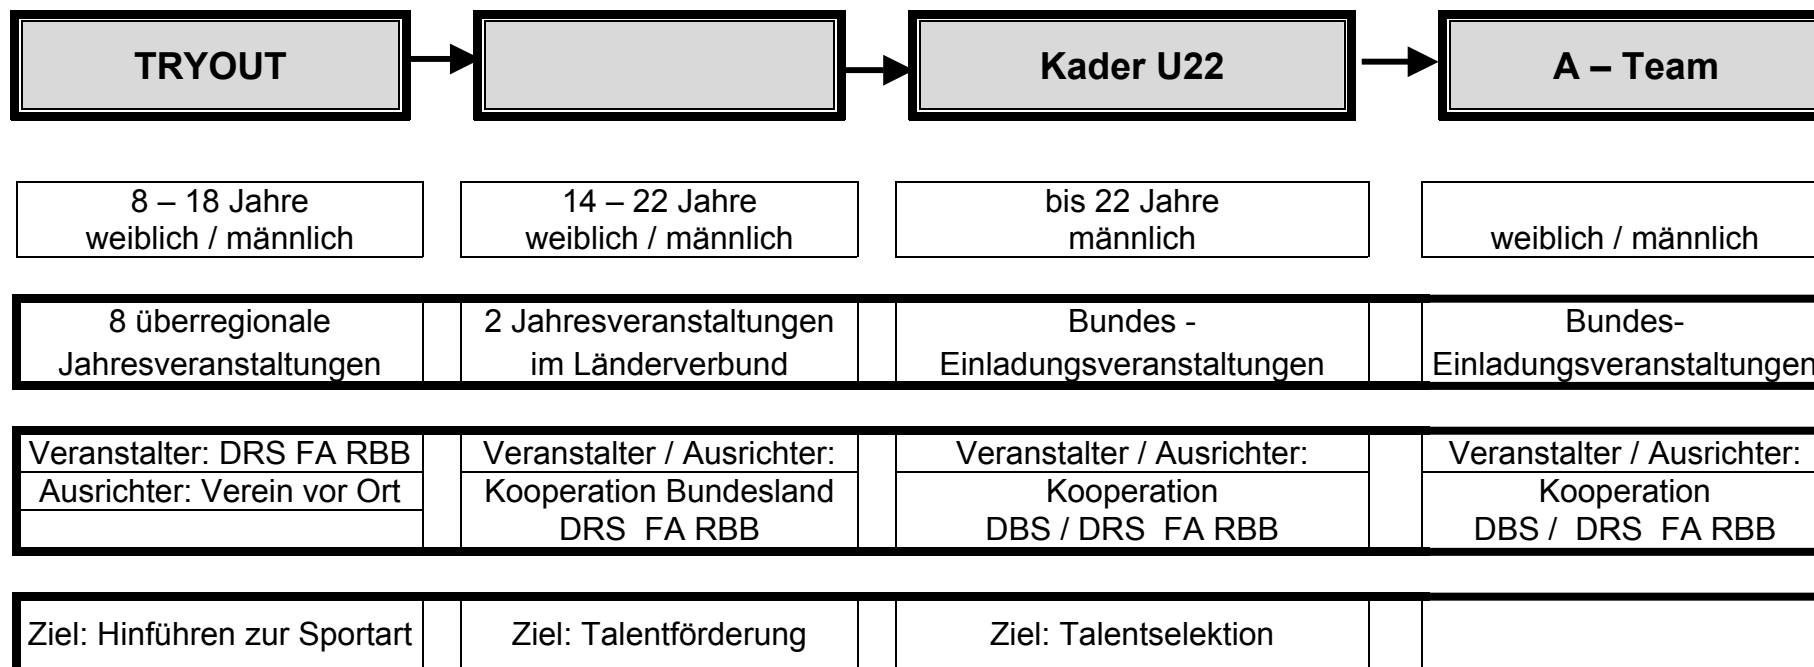 TRYOUT
Kader U22
A – Team
8 – 18 Jahre
weiblich / männlich
14 – 22 Jahre
weiblich / männlich
bis 22 Jahre
männlich
weiblich / männlich
8 überregionale
Jahresveranstaltungen
2 Jahresveranstaltungen
im Länderverbund
Bundes -
Einladungsveranstaltungen
Bundes-
Einladungsveranstaltungen
Veranstalter: DRS FA RBB
Ausrichter: Verein vor Ort
Veranstalter / Ausrichter:
Kooperation Bundesland
DRS FA RBB
Veranstalter / Ausrichter:
Kooperation
DBS / DRS FA RBB
Veranstalter / Ausrichter:
Kooperation
DBS / DRS FA RBB
Ziel: Hinführen zur Sportart
Ziel: Talentförderung
Ziel: Talentselektion